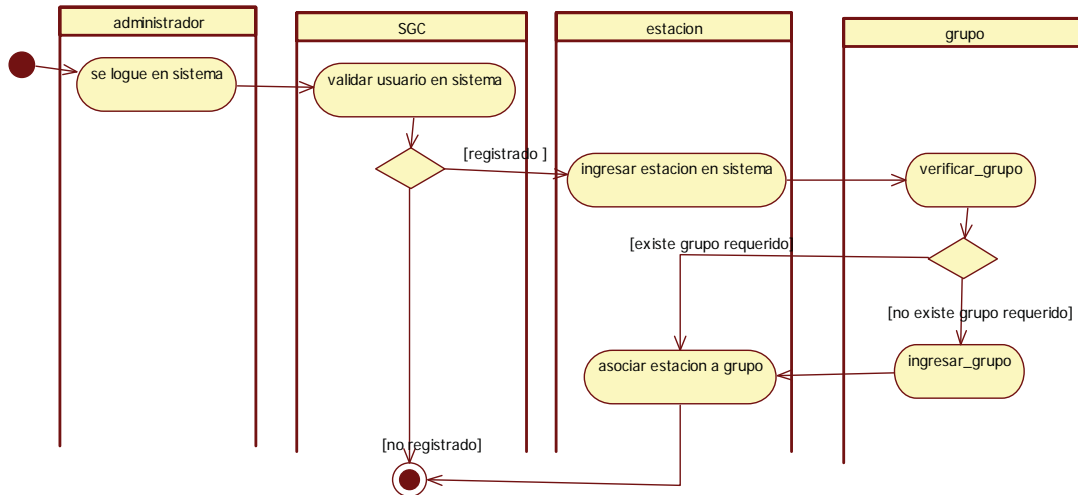 administrador
SGC
estacion
grupo
se logue en sistema
validar usuario en sistema
[registrado ]
ingresar estacion en sistema
verificar_grupo
[existe grupo requerido]
[no existe grupo requerido]
asociar estacion a grupo
ingresar_grupo
[no registrado]